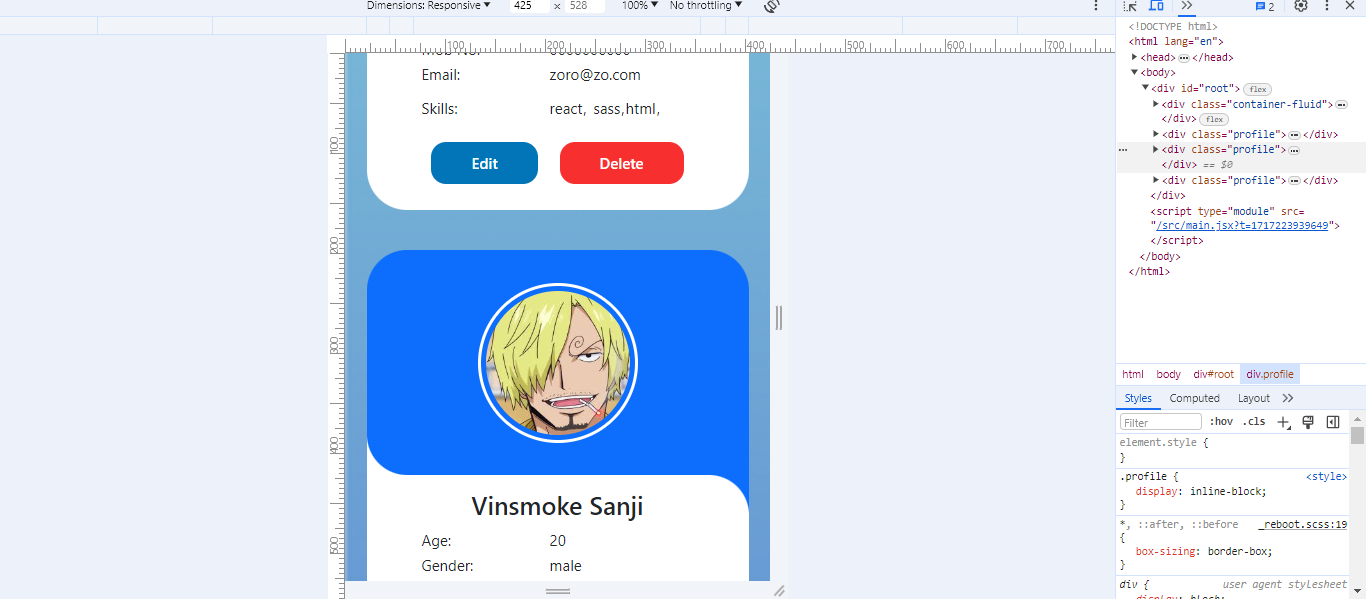 Dimensions: Responsive ▼ 425 × 528 100% ▼ No throttling ▼
2
100 200 300 400 500 600 700
100
200
300
400
500
Email: zoro@zo.com
Skills: react, sass,html,
Edit Delete
Vinsmoke Sanji
Age: 20
Gender: male
<!DOCTYPE html>
<html lang="en">
▶<head> … </head>
▼<body>
▼<div id="root"> flex
▶<div class="container-fluid"> …
</div> flex
▶<div class="profile"> … </div>
… ▶<div class="profile"> …
</div> == $0
▶<div class="profile"> … </div>
</div>
<script type="module" src=
"/src/main.jsx?t=1717223939649">
</script>
</body>
</html>
html body div#root div.profile
Styles Computed Layout
Filter :hov .cls
element.style {
}
.profile { <style>
display: inline-block;
}
*, ::after, ::before _reboot.scss:19
{
box-sizing: border-box;
}
div { user agent stylesheet
display: block;